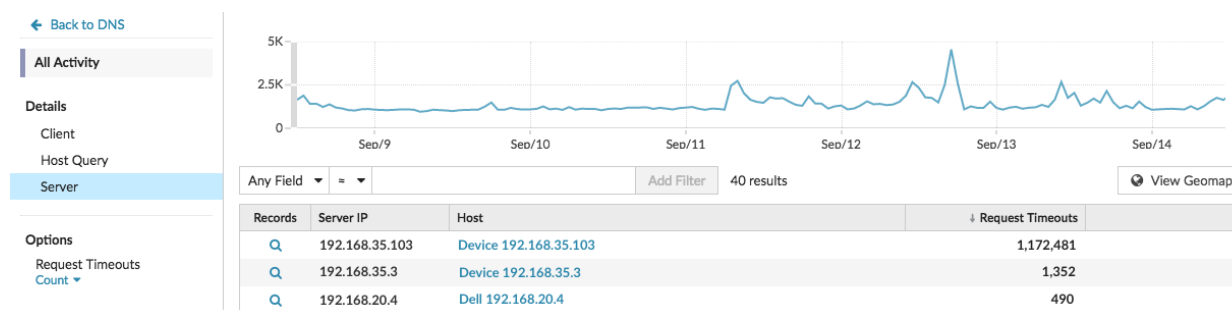 Back to DNS
All Activity
Details
Client
Host Query
Server
Options
Request Timeouts
Count
5K
2.5K
0
Sep/9 Sep/10 Sep/11 Sep/12 Sep/13 Sep/14
Any Field ≈ Add Filter 40 results View Geomap
Records Server IP Host Request Timeouts
192.168.35.103 Device 192.168.35.103 1,172,481
192.168.35.3 Device 192.168.35.3 1,352
192.168.20.4 Dell 192.168.20.4 490